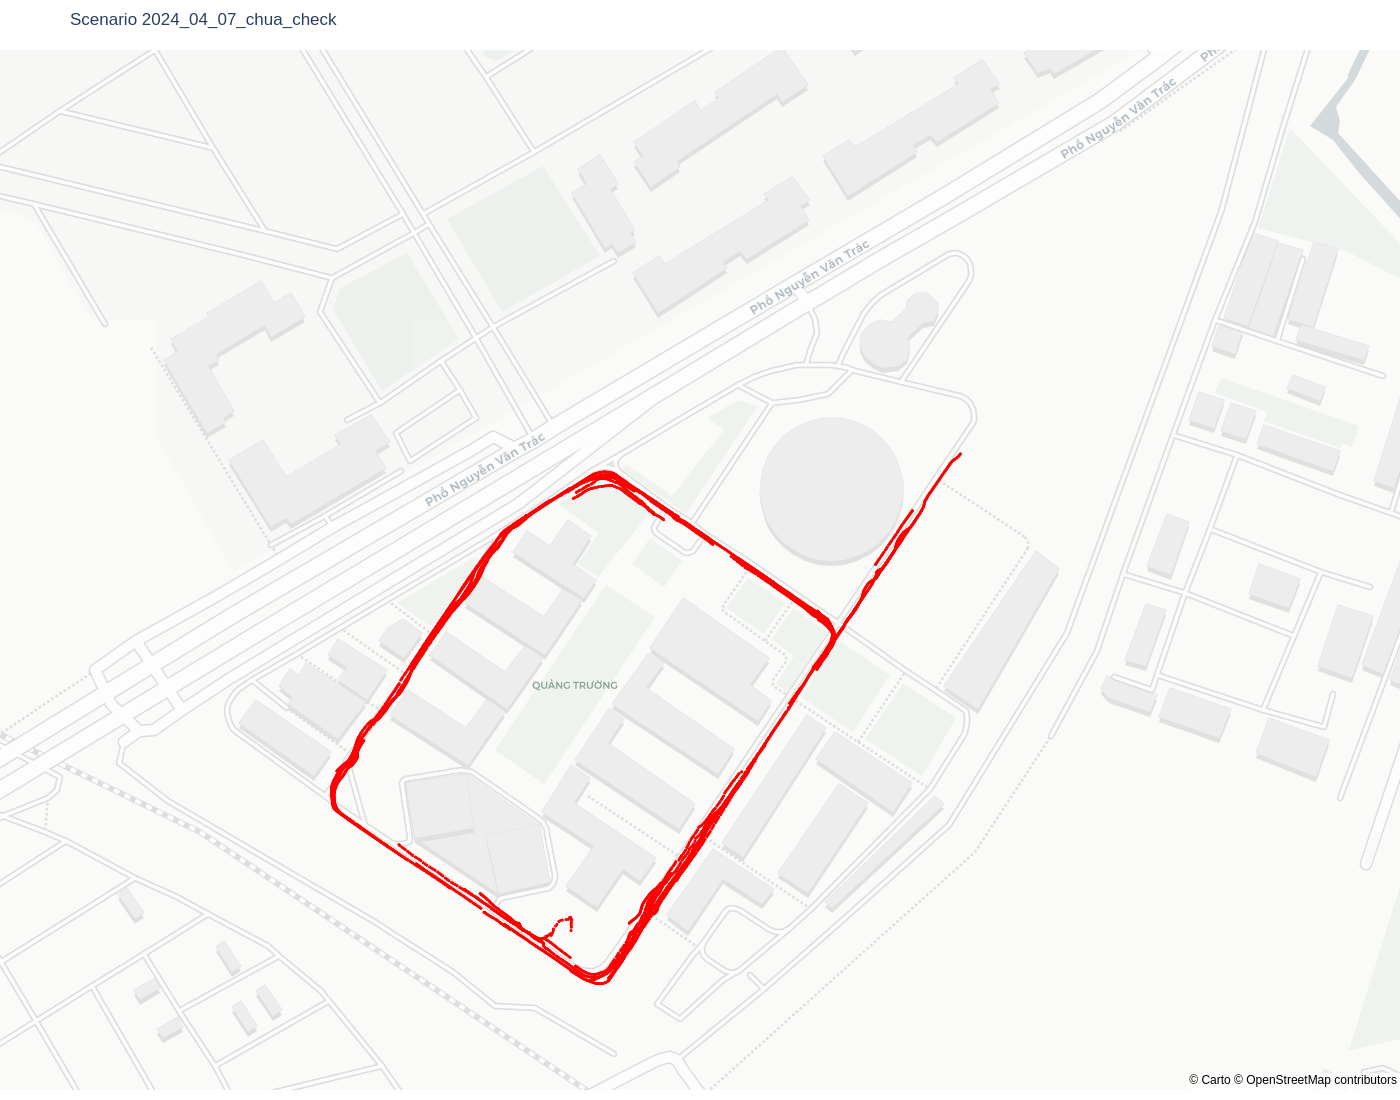 Scenario 2024_04_07_chua_check
Phố Nguyễn Văn Trác
Phố Nguyễn Văn Trác
Phố Nguyễn Văn Trác
QUẢNG TRƯỜNG
© Carto © OpenStreetMap contributors